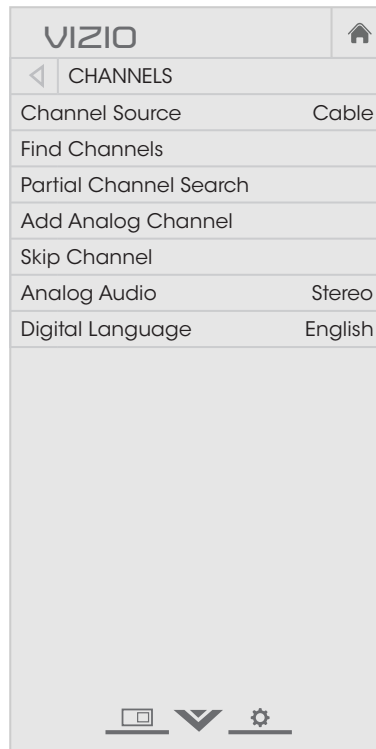 VIZIO
CHANNELS
Channel Source Cable
Find Channels
Partial Channel Search
Add Analog Channel
Skip Channel
Analog Audio Stereo
Digital Language English